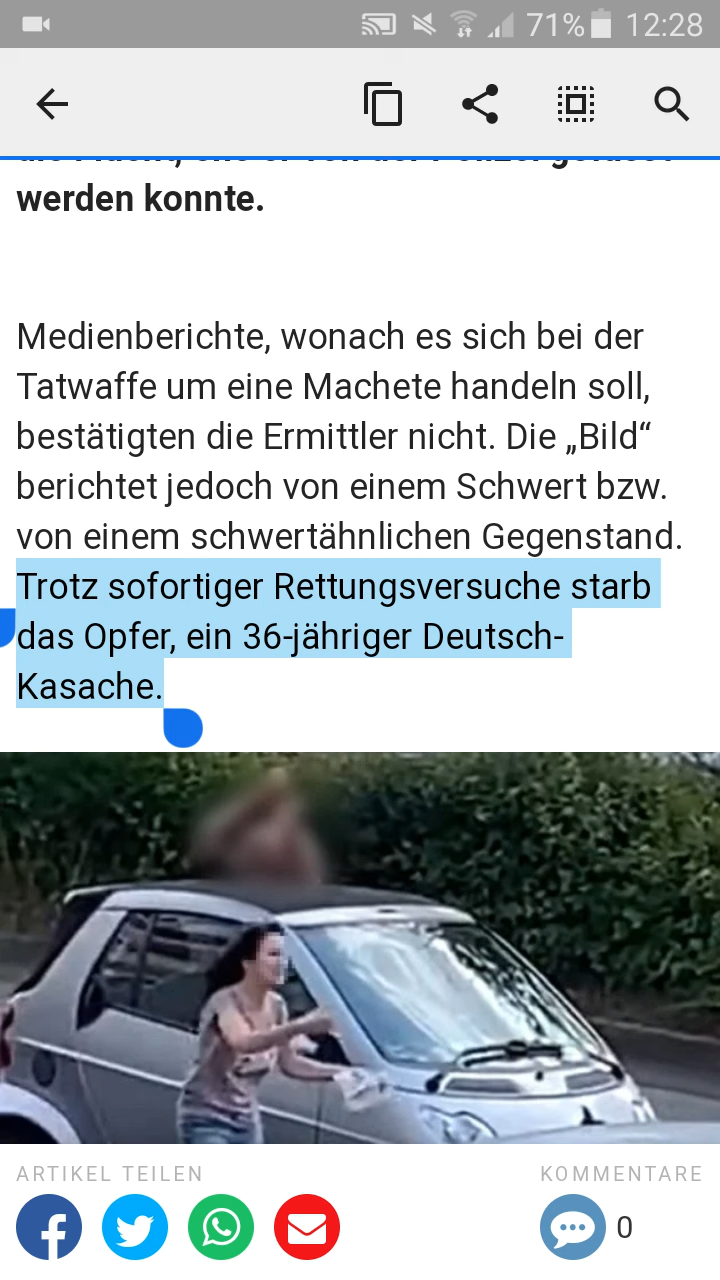 71% 12:28
werden konnte.
Medienberichte, wonach es sich bei der
Tatwaffe um eine Machete handeln soll,
bestätigten die Ermittler nicht. Die „Bild“
berichtet jedoch von einem Schwert bzw.
von einem schwertähnlichen Gegenstand.
Trotz sofortiger Rettungsversuche starb
das Opfer, ein 36-jähriger Deutsch-
Kasache.
ARTIKEL TEILEN KOMMENTARE
0